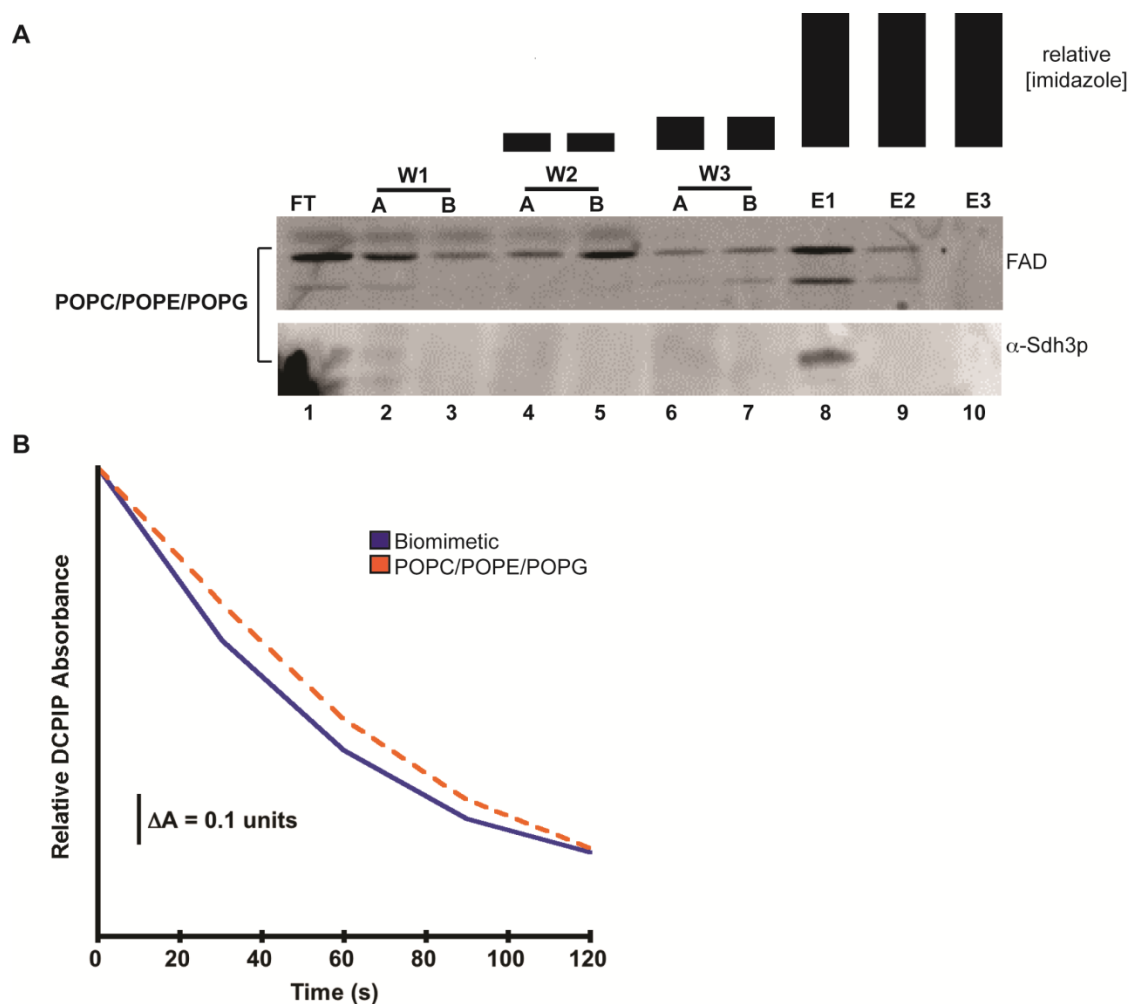 A
relative
[imidazole]
W1
W2
W3
FT
A
B
A
B
A
B
E1
E2
E3
FAD
POPC/POPE/POPG
α-Sdh3p
1
2
3
4
5
6
7
8
9
10
B
Biomimetic
POPC/POPE/POPG
Relative DCPIP Absorbance
ΔA = 0.1 units
0
20
40
60
80
100
120
Time (s)